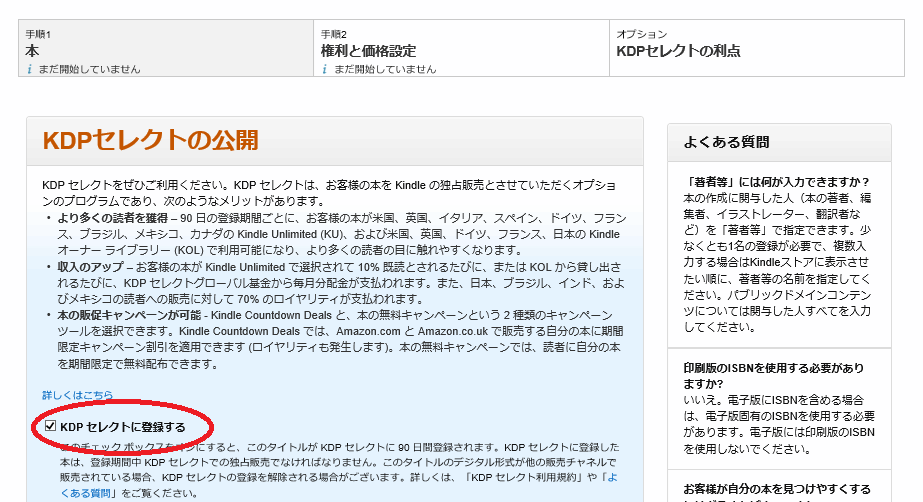 手順1
本
i まだ開始していません
手順2
権利と価格設定
i まだ開始していません
オプション
KDPセレクトの利点
KDPセレクトの公開
KDP セレクトをぜひご利用ください。KDP セレクトは、お客様の本を Kindle の独占販売とさせていただくオプショ
ンのプログラムであり、次のようなメリットがあります。
• より多くの読者を獲得 – 90 日の登録期間ごとに、お客様の本が米国、英国、イタリア、スペイン、ドイツ、フラン
ス、ブラジル、メキシコ、カナダの Kindle Unlimited (KU)、および米国、英国、ドイツ、フランス、日本の Kindle
オーナー ライブラリー (KOL) で利用可能になり、より多くの読者の目に触れやすくなります。
• 収入のアップ – お客様の本が Kindle Unlimited で選択されて 10% 既読とされるたびに、または KOL から貸し出さ
れるたびに、KDP セレクトグローバル基金から毎月分配金が支払われます。また、日本、ブラジル、インド、およ
びメキシコの読者への販売に対して 70% のロイヤリティが支払われます。
• 本の販促キャンペーンが可能 - Kindle Countdown Deals と、本の無料キャンペーンという 2 種類のキャンペーン
ツールを選択できます。Kindle Countdown Deals では、Amazon.com と Amazon.co.uk で販売する自分の本に期間
限定キャンペーン割引を適用できます (ロイヤリティも発生します)。本の無料キャンペーンでは、読者に自分の本
を期間限定で無料配布できます。
詳しくはこちら
KDP セレクトに登録する
このチェック ボックスをオンにすると、このタイトルが KDP セレクトに 90 日間登録されます。KDP セレクトに登録した
本は、登録期間中 KDP セレクトでの独占販売でなければなりません。このタイトルのデジタル形式が他の販売チャネルで
販売されている場合、KDP セレクトの登録を解除される場合がございます。詳しくは、「KDP セレクト利用規約」や「よ
くある質問」をご覧ください。
よくある質問
「著者等」には何が入力できますか？
本の作成に関与した人（本の著者、編
集者、イラストレーター、翻訳者な
ど）を「著者等」で指定できます。少
なくとも1名の登録が必要で、複数入
力する場合はKindleストアに表示させ
たい順に、著者等の名前を指定してく
ださい。パブリックドメインコンテン
ツについては関与した人すべてを入力
してください。
印刷版のISBNを使用する必要があり
ますか?
いいえ。電子版にISBNを含める場合
は、電子版固有のISBNを使用する必要
があります。電子版には印刷版のISBN
を使用しないでください。
お客様が自分の本を見つけやすくする